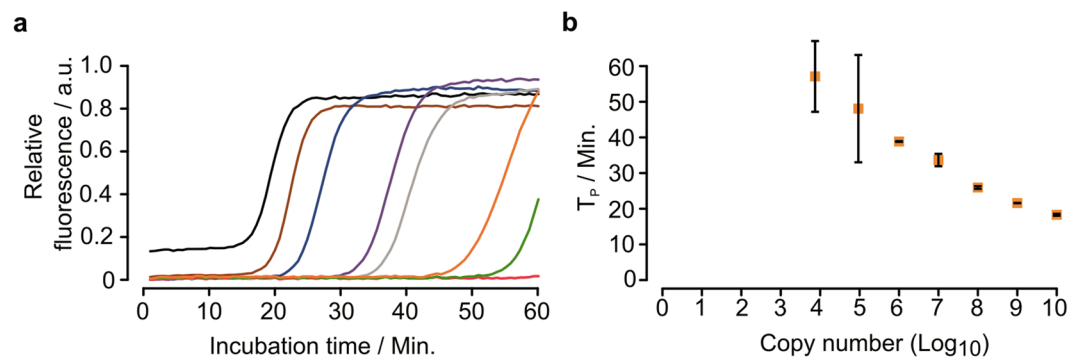 a
Relative
fluorescence / a.u.
1.0
0.8
0.6
0.4
0.2
0
0 10 20 30 40 50 60
Incubation time / Min.
b
T_P / Min.
60
50
40
30
20
10
0
0 1 2 3 4 5 6 7 8 9 10
Copy number (Log₁₀)